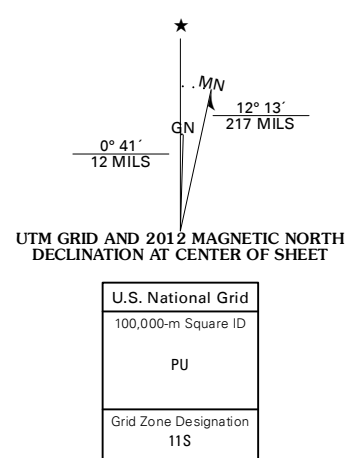 ★
MN
12° 13´
217 MILS
GN
0° 41´
12 MILS
UTM GRID AND 2012 MAGNETIC NORTH
DECLINATION AT CENTER OF SHEET
U.S. National Grid
100,000-m Square ID
PU
Grid Zone Designation
11S